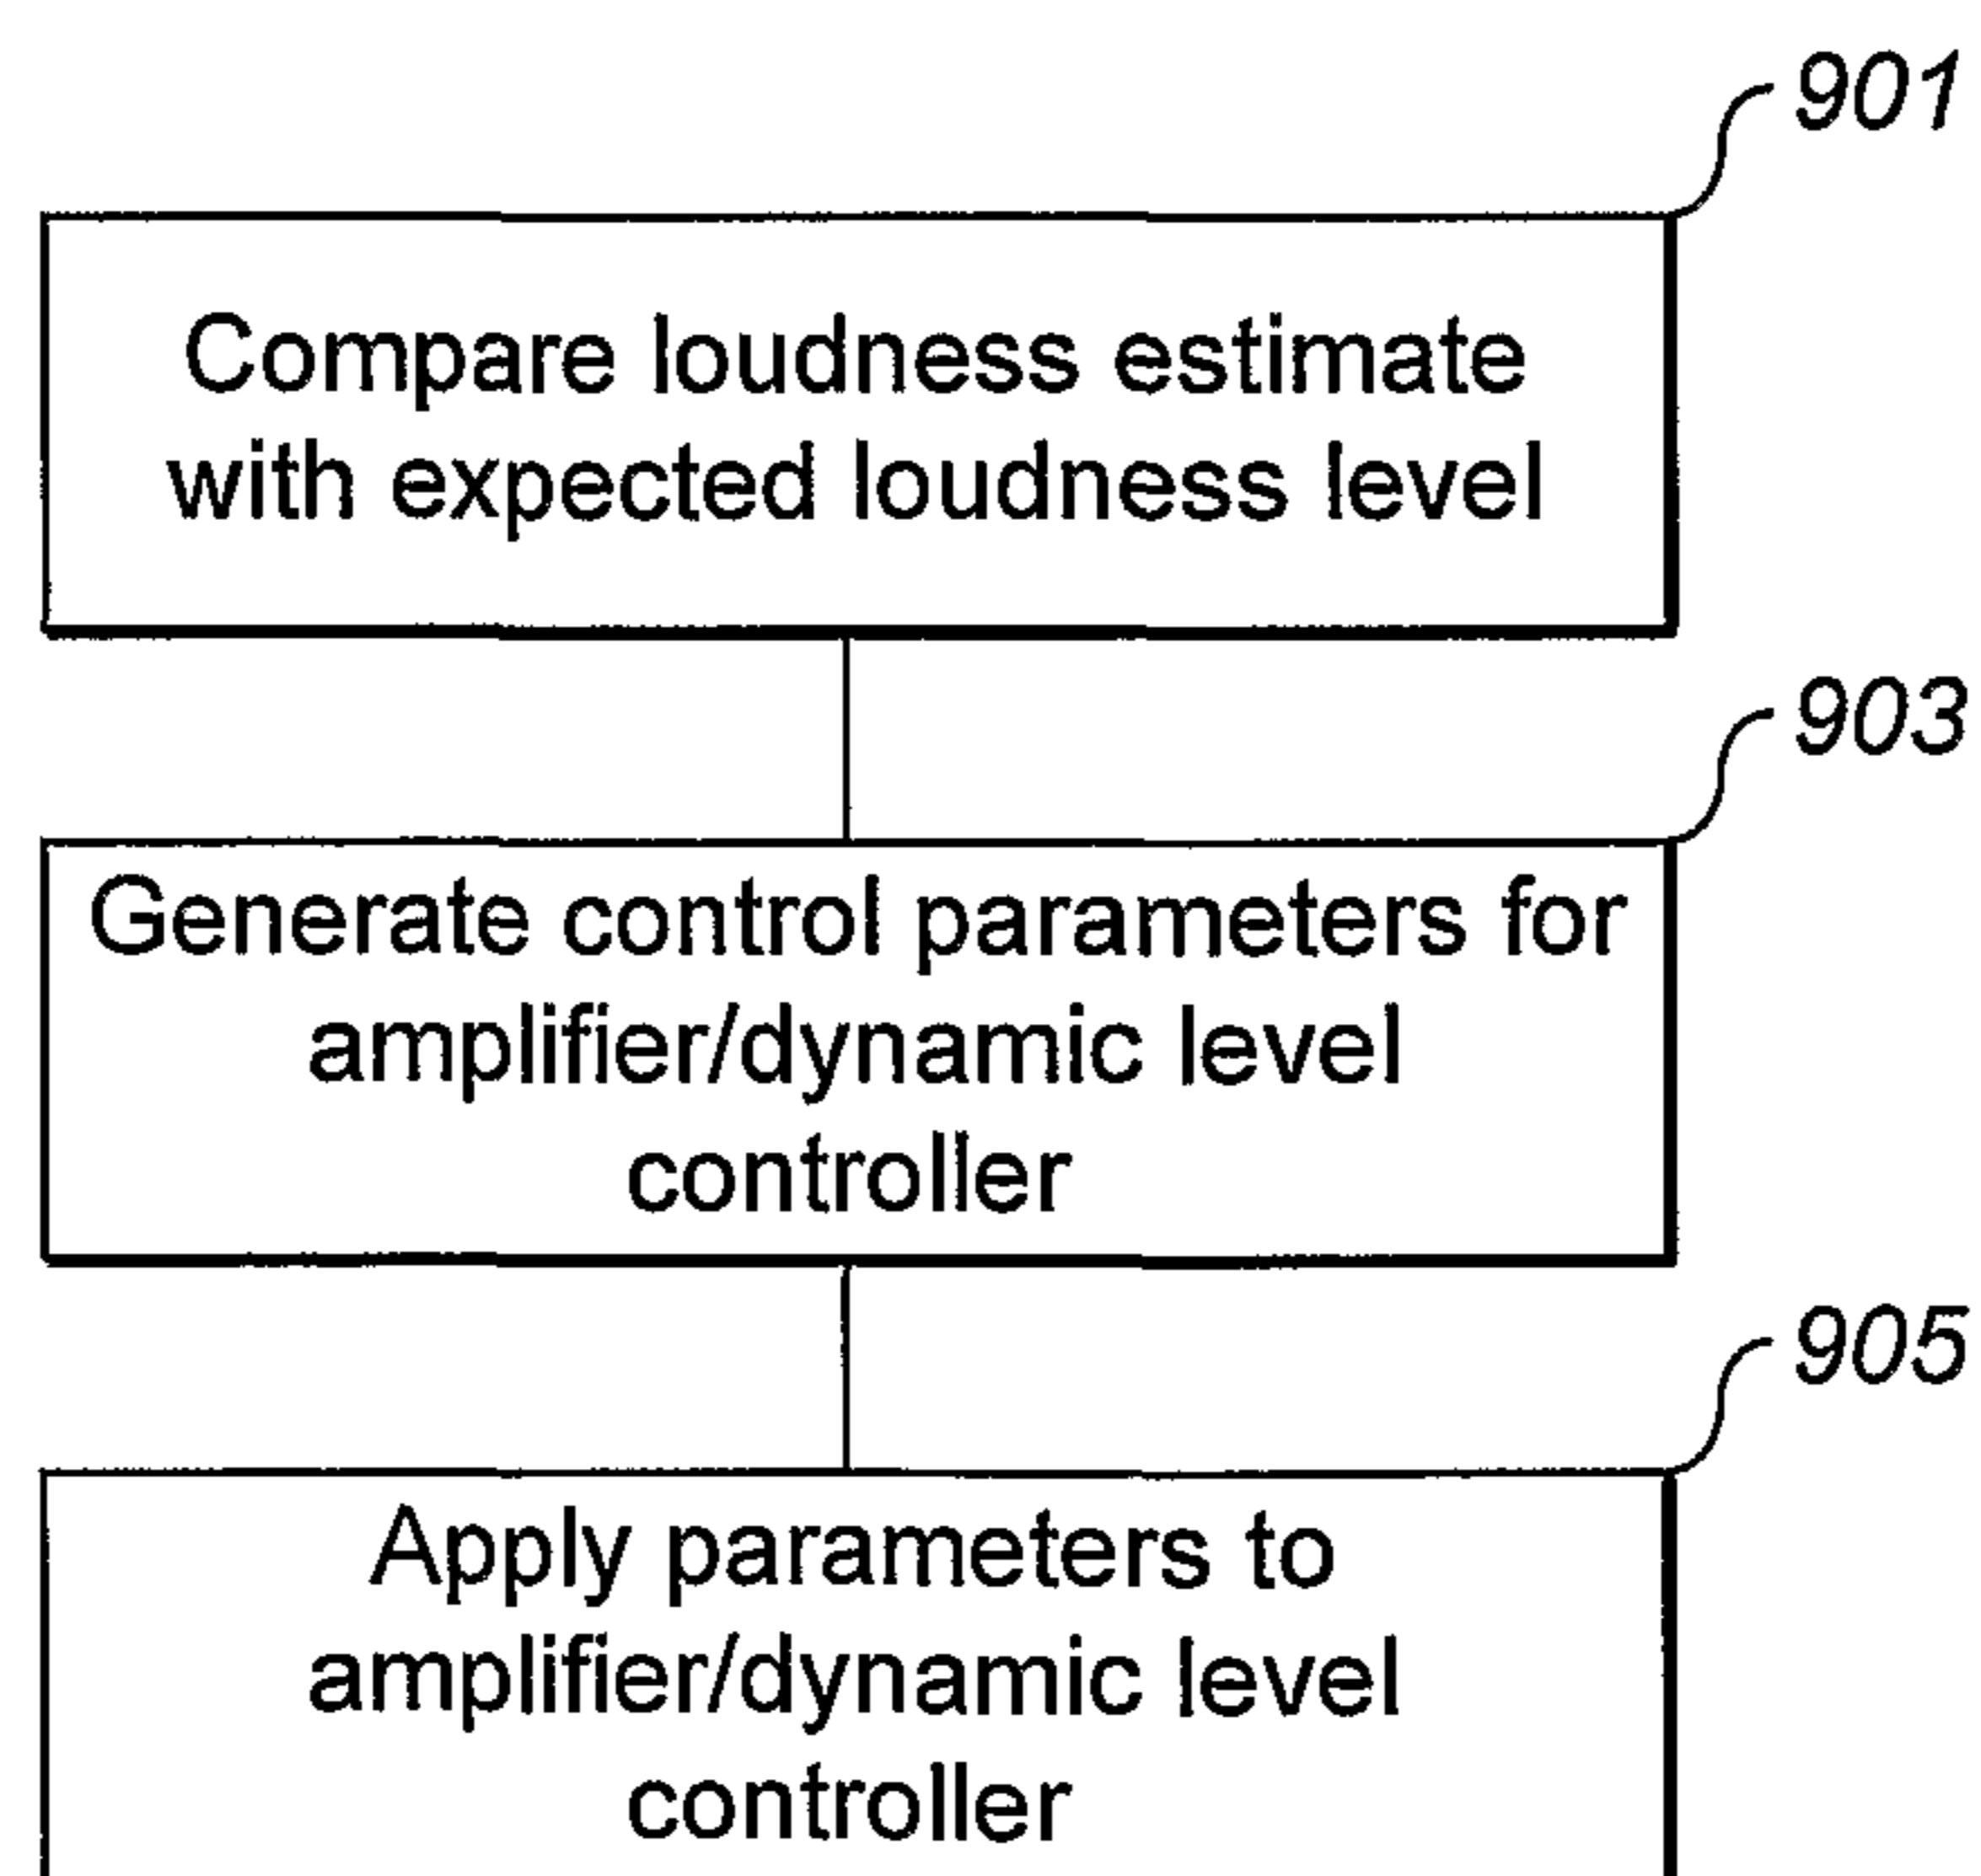 901
Compare loudness estimate
with expected loudness level
903
Generate control parameters for
amplifier/dynamic level
controller
905
Apply parameters to
amplifier/dynamic level
controller